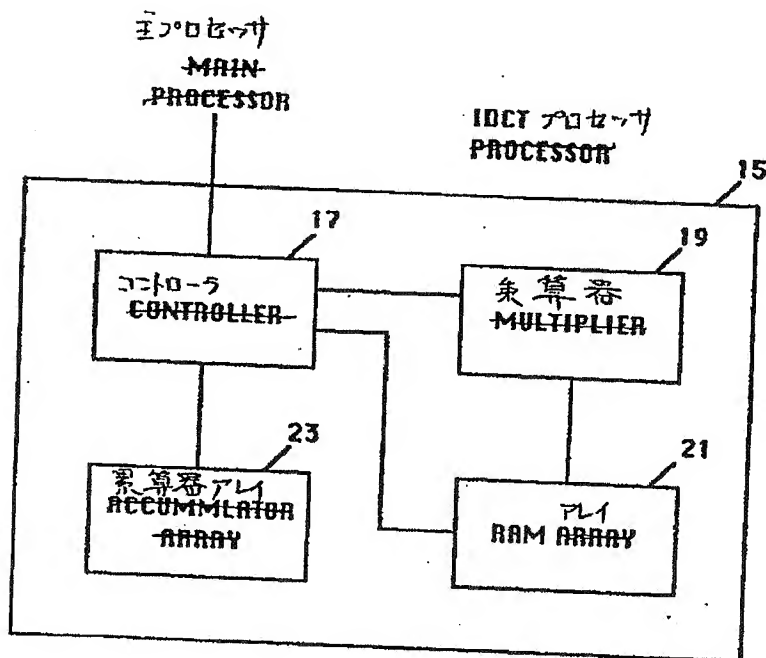 主プロセッサ
MAIN
PROCESSOR
IDCT プロセッサ
PROCESSOR
15
17
コントローラ
CONTROLLER
19
乗算器
MULTIPLIER
23
累算器アレイ
ACCUMMLATOR
ARRAY
21
アレイ
RAM ARRAY